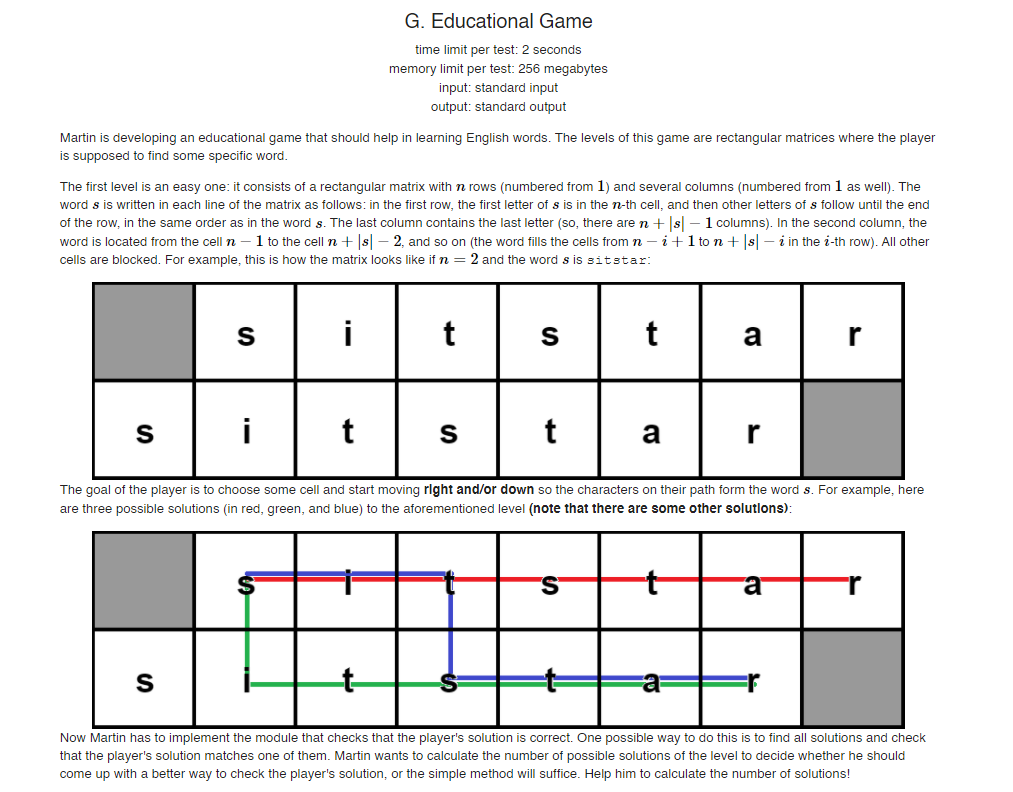 G. Educational Game
time limit per test: 2 seconds
memory limit per test: 256 megabytes
input: standard input
output: standard output
Martin is developing an educational game that should help in learning English words. The levels of this game are rectangular matrices where the player
is supposed to find some specific word.
The first level is an easy one: it consists of a rectangular matrix with n rows (numbered from 1) and several columns (numbered from 1 as well). The
word s is written in each line of the matrix as follows: in the first row, the first letter of s is in the n-th cell, and then other letters of s follow until the end
of the row, in the same order as in the word s. The last column contains the last letter (so, there are n + |s| − 1 columns). In the second column, the
word is located from the cell n − 1 to the cell n + |s| − 2, and so on (the word fills the cells from n − i + 1 to n + |s| − i in the i-th row). All other
cells are blocked. For example, this is how the matrix looks like if n = 2 and the word s is sitstar:
s i t s t a r
s i t s t a r
The goal of the player is to choose some cell and start moving right and/or down so the characters on their path form the word s. For example, here
are three possible solutions (in red, green, and blue) to the aforementioned level (note that there are some other solutions):
s i t s t a r
s i t s t a r
Now Martin has to implement the module that checks that the player's solution is correct. One possible way to do this is to find all solutions and check
that the player's solution matches one of them. Martin wants to calculate the number of possible solutions of the level to decide whether he should
come up with a better way to check the player's solution, or the simple method will suffice. Help him to calculate the number of solutions!